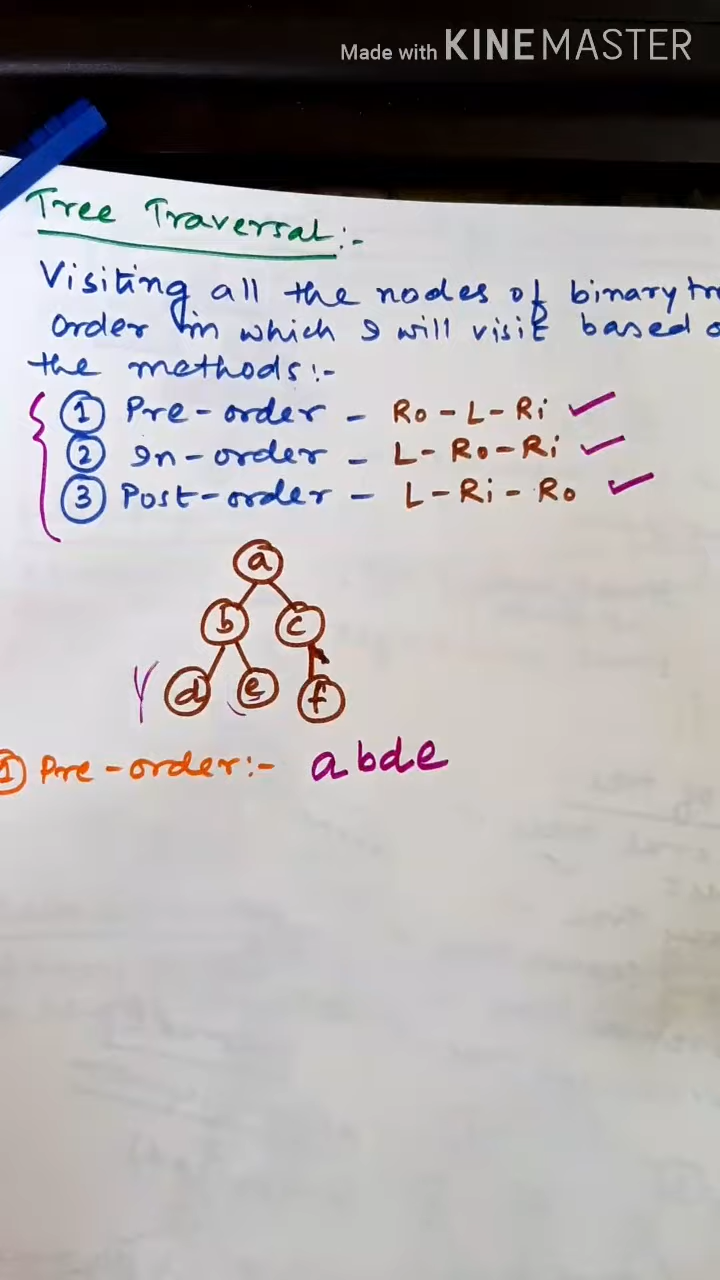 Made with KINEMASTER
Tree Traversal:-
Visiting all the nodes of binary
order in which I will visit based
the methods:-
① Pre-order - Ro-L-Ri ✓
② In-order - L-Ro-Ri ✓
③ Post-order - L-Ri-Ro ✓
a
b c
d e f
① Pre-order:- abde